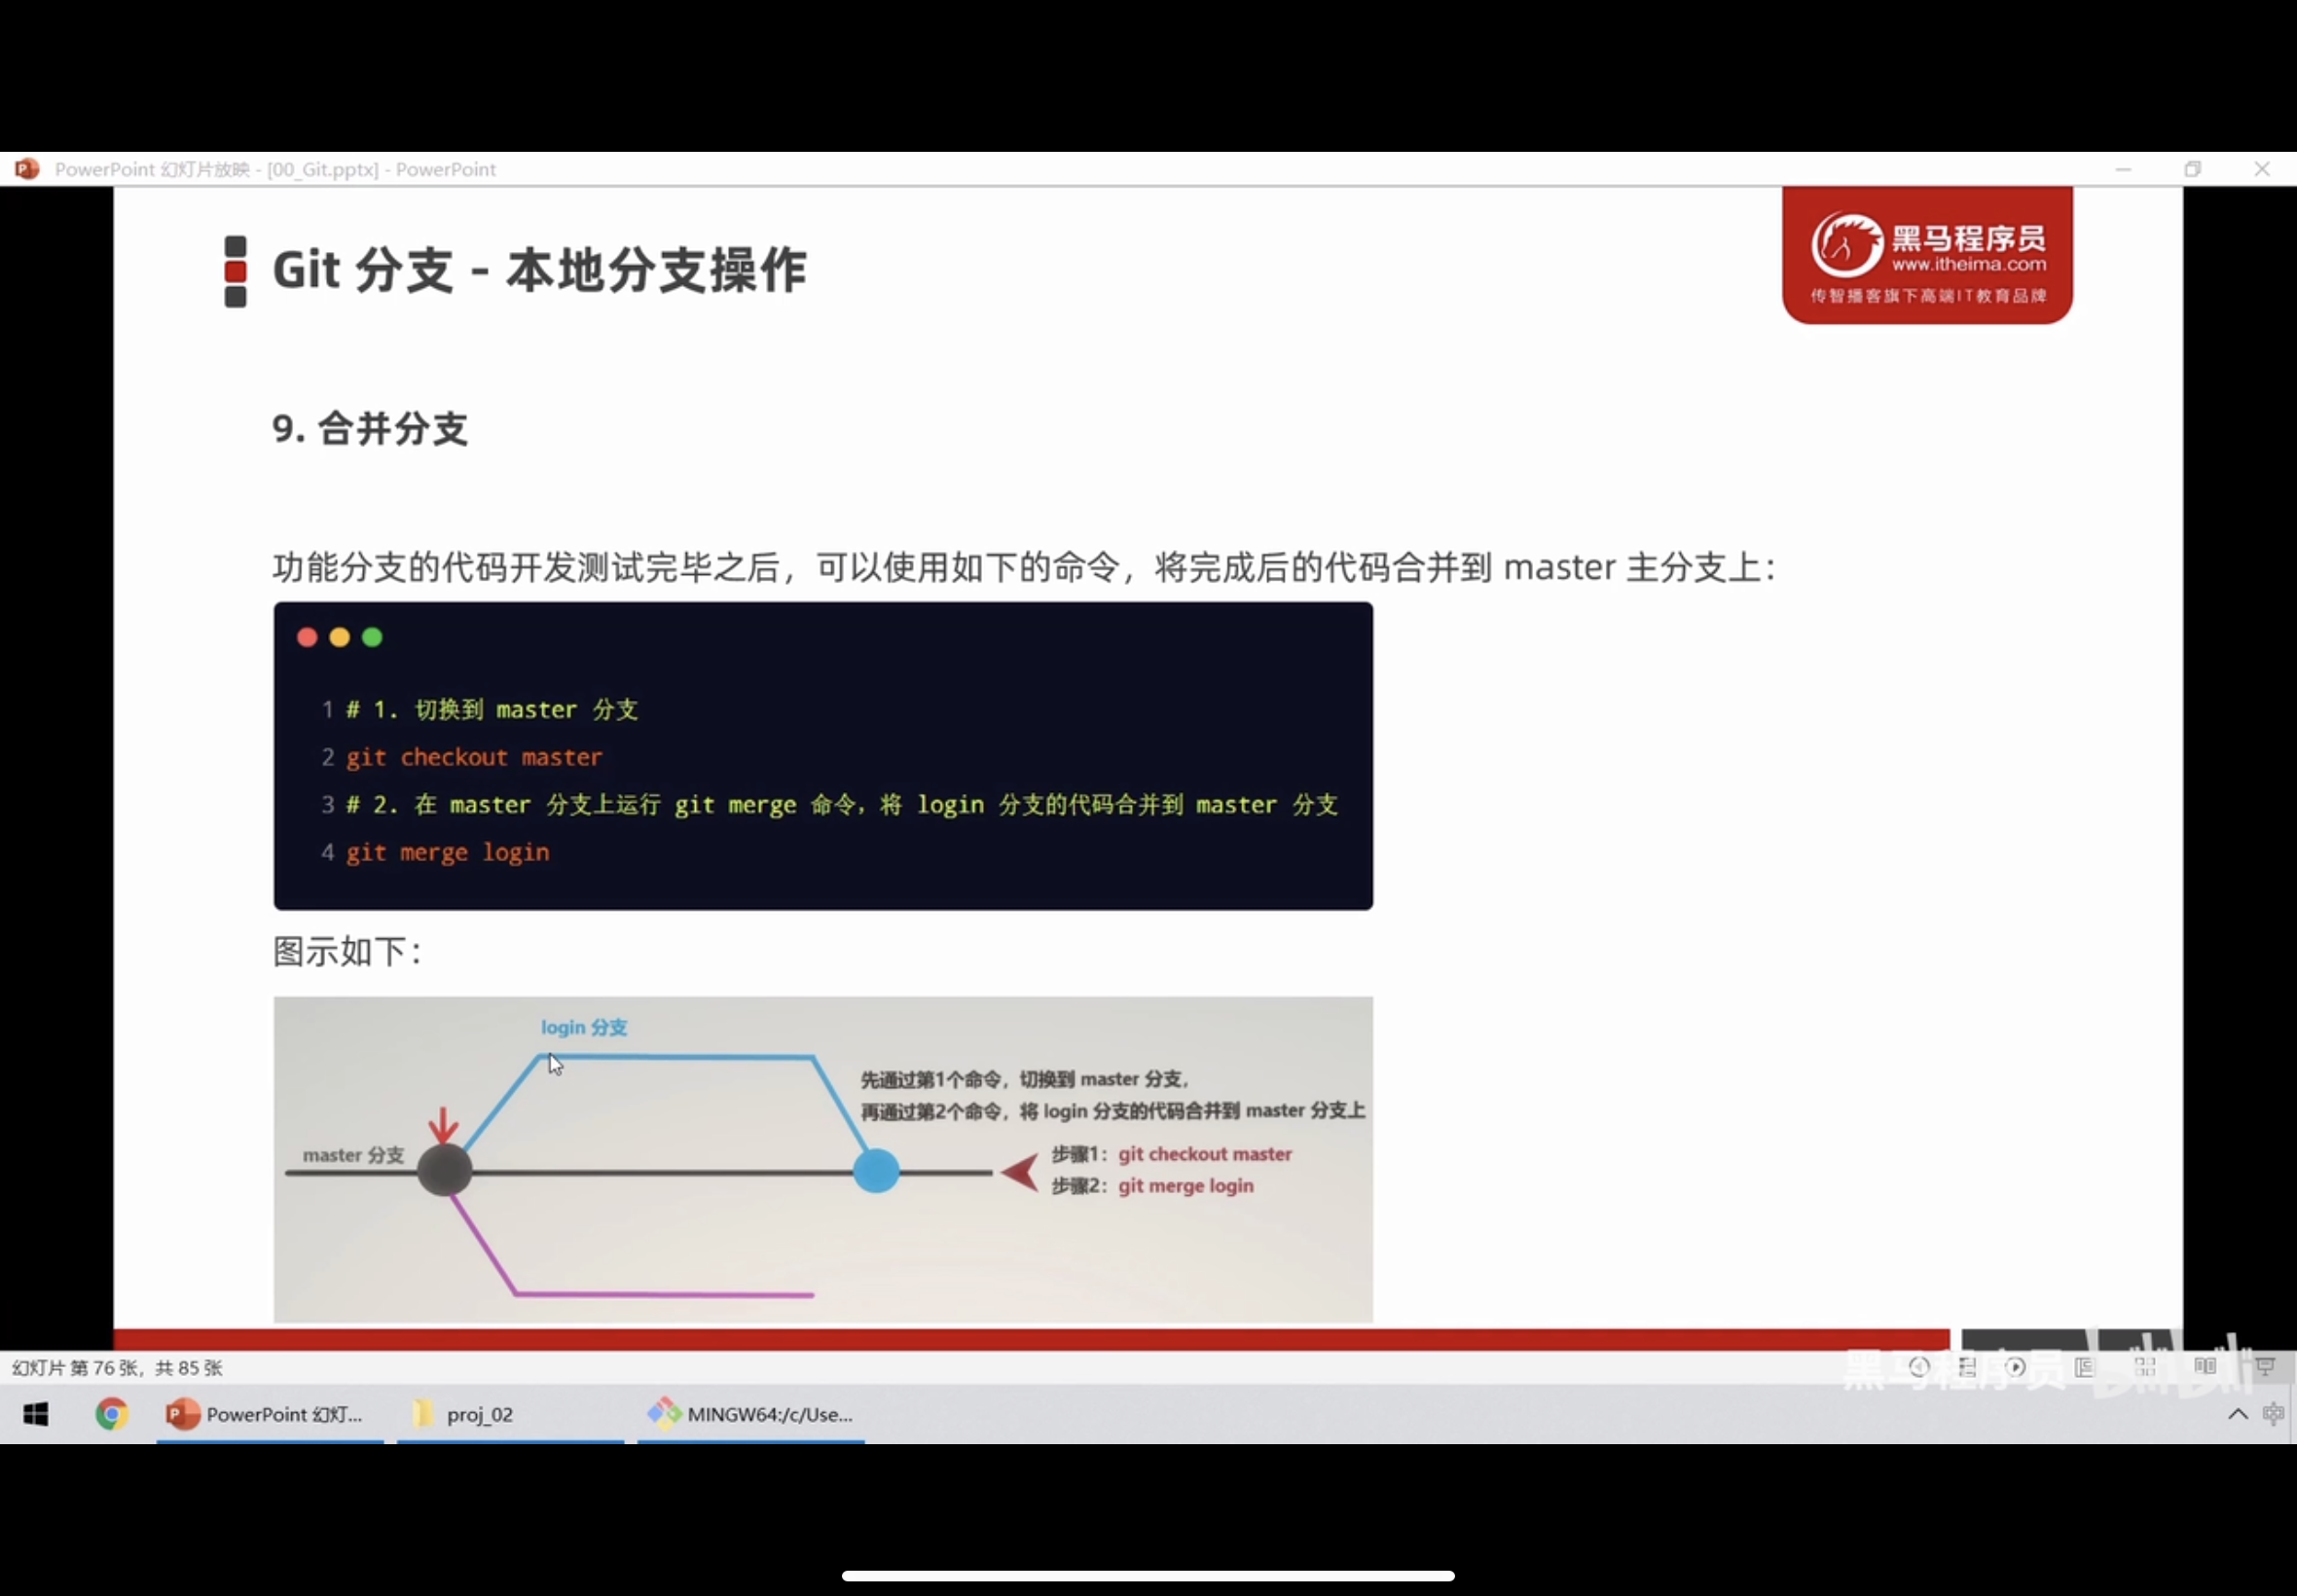 PowerPoint 幻灯片放映 - [00_Git.pptx] - PowerPoint
Git 分支 - 本地分支操作
黑马程序员
www.itheima.com
传智播客旗下高端IT教育品牌
9. 合并分支
功能分支的代码开发测试完毕之后，可以使用如下的命令，将完成后的代码合并到 master 主分支上：
1 # 1. 切换到 master 分支
2 git checkout master
3 # 2. 在 master 分支上运行 git merge 命令，将 login 分支的代码合并到 master 分支
4 git merge login
图示如下：
login 分支
先通过第1个命令，切换到 master 分支，
再通过第2个命令，将 login 分支的代码合并到 master 分支上
master 分支
步骤1：git checkout master
步骤2：git merge login
幻灯片 第 76 张，共 85 张
黑马程序员 bilibili
PowerPoint 幻灯...
proj_02
MINGW64:/c/Use...
中